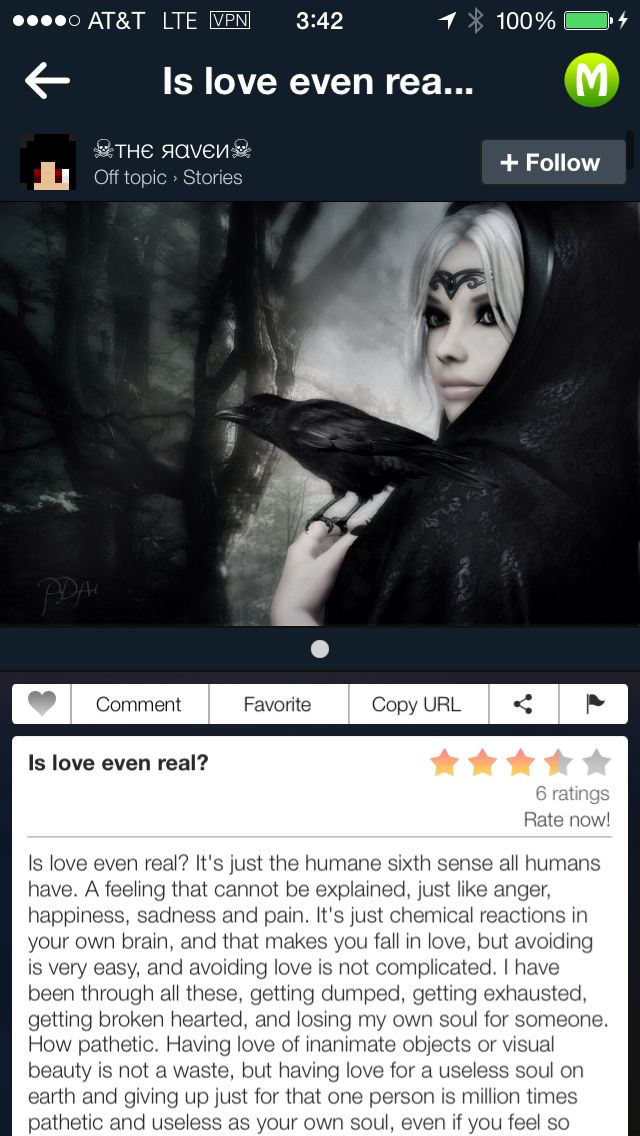 AT&T LTE VPN 3:42 100%
Is love even rea...
M
☠THЄ ЯαVЄИ☠
Off topic › Stories
+ Follow
PDArt
Comment Favorite Copy URL
Is love even real?
6 ratings
Rate now!
Is love even real? It's just the humane sixth sense all humans
have. A feeling that cannot be explained, just like anger,
happiness, sadness and pain. It's just chemical reactions in
your own brain, and that makes you fall in love, but avoiding
is very easy, and avoiding love is not complicated. I have
been through all these, getting dumped, getting exhausted,
getting broken hearted, and losing my own soul for someone.
How pathetic. Having love of inanimate objects or visual
beauty is not a waste, but having love for a useless soul on
earth and giving up just for that one person is million times
pathetic and useless as your own soul, even if you feel so